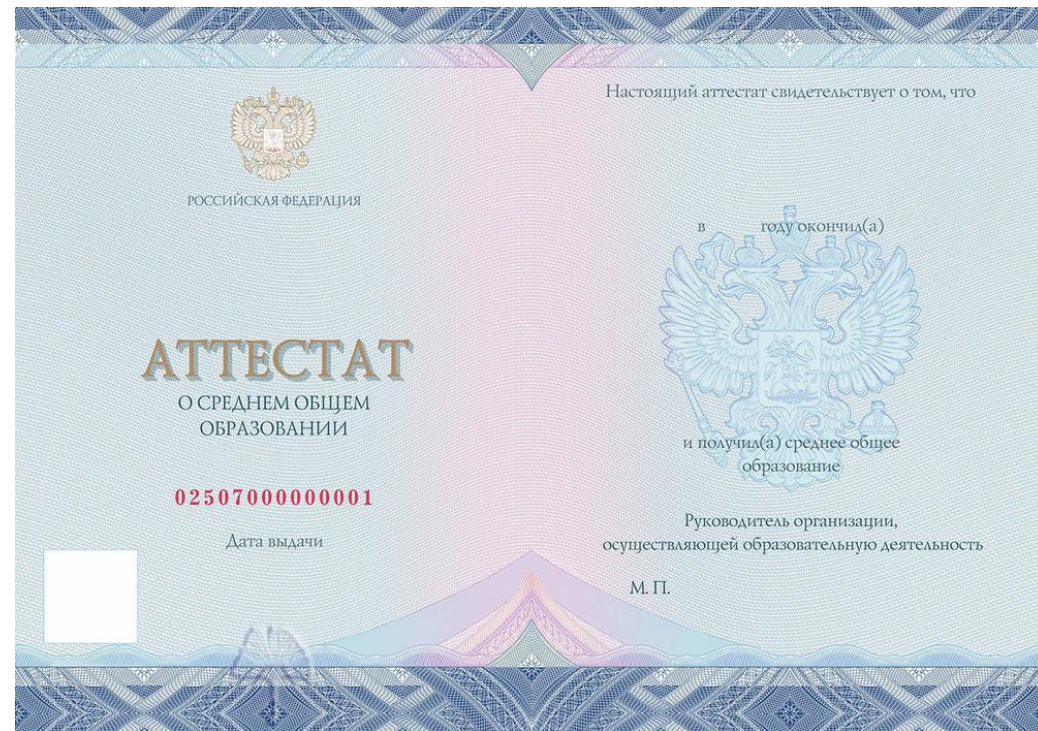 РОССИЙСКАЯ ФЕДЕРАЦИЯ
АТТЕСТАТ
О СРЕДНЕМ ОБЩЕМ
ОБРАЗОВАНИИ
02507000000001
Дата выдачи
Настоящий аттестат свидетельствует о том, что
в году окончил(а)
и получил(а) среднее общее
образование
Руководитель организации,
осуществляющей образовательную деятельность
М. П.